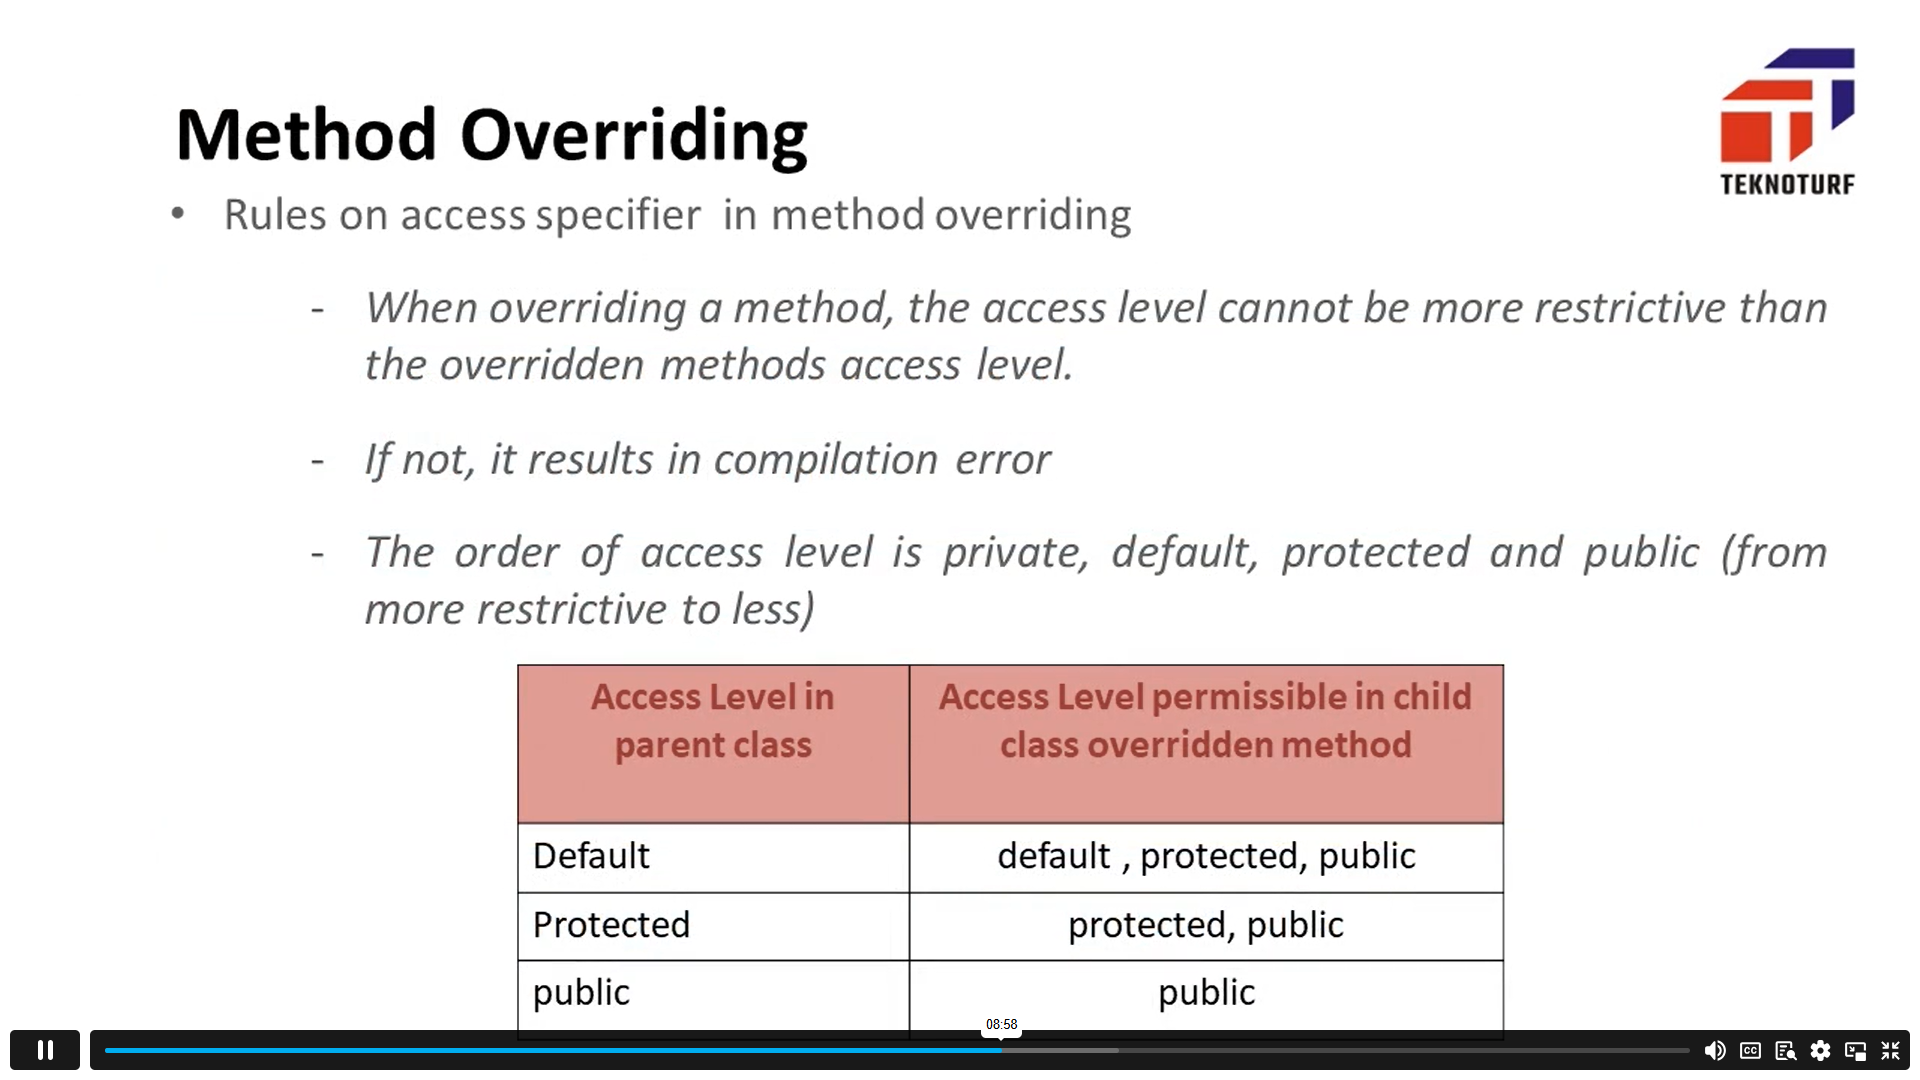 TEKNOTURF
Method Overriding
• Rules on access specifier in method overriding
- When overriding a method, the access level cannot be more restrictive than
the overridden methods access level.
- If not, it results in compilation error
- The order of access level is private, default, protected and public (from
more restrictive to less)
Access Level in
parent class
Access Level permissible in child
class overridden method
Default
default , protected, public
Protected
protected, public
public
public
08:58
CC